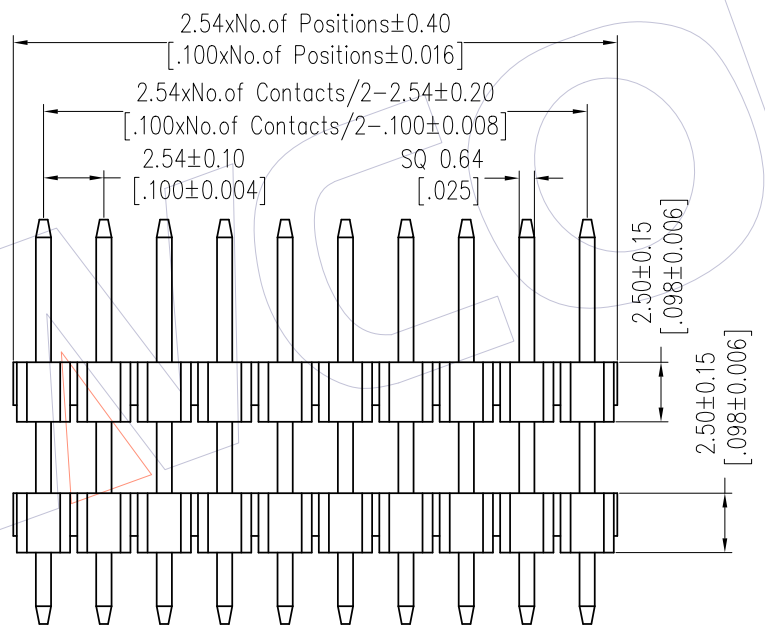 2.54xNo.of Positions±0.40
[.100xNo.of Positions±0.016]
2.54xNo.of Contacts/2-2.54±0.20
[.100xNo.of Contacts/2-.100±0.008]
2.54±0.10
[.100±0.004]
SQ 0.64
[.025]
2.50±0.15
[.098±0.006]
2.50±0.15
[.098±0.006]